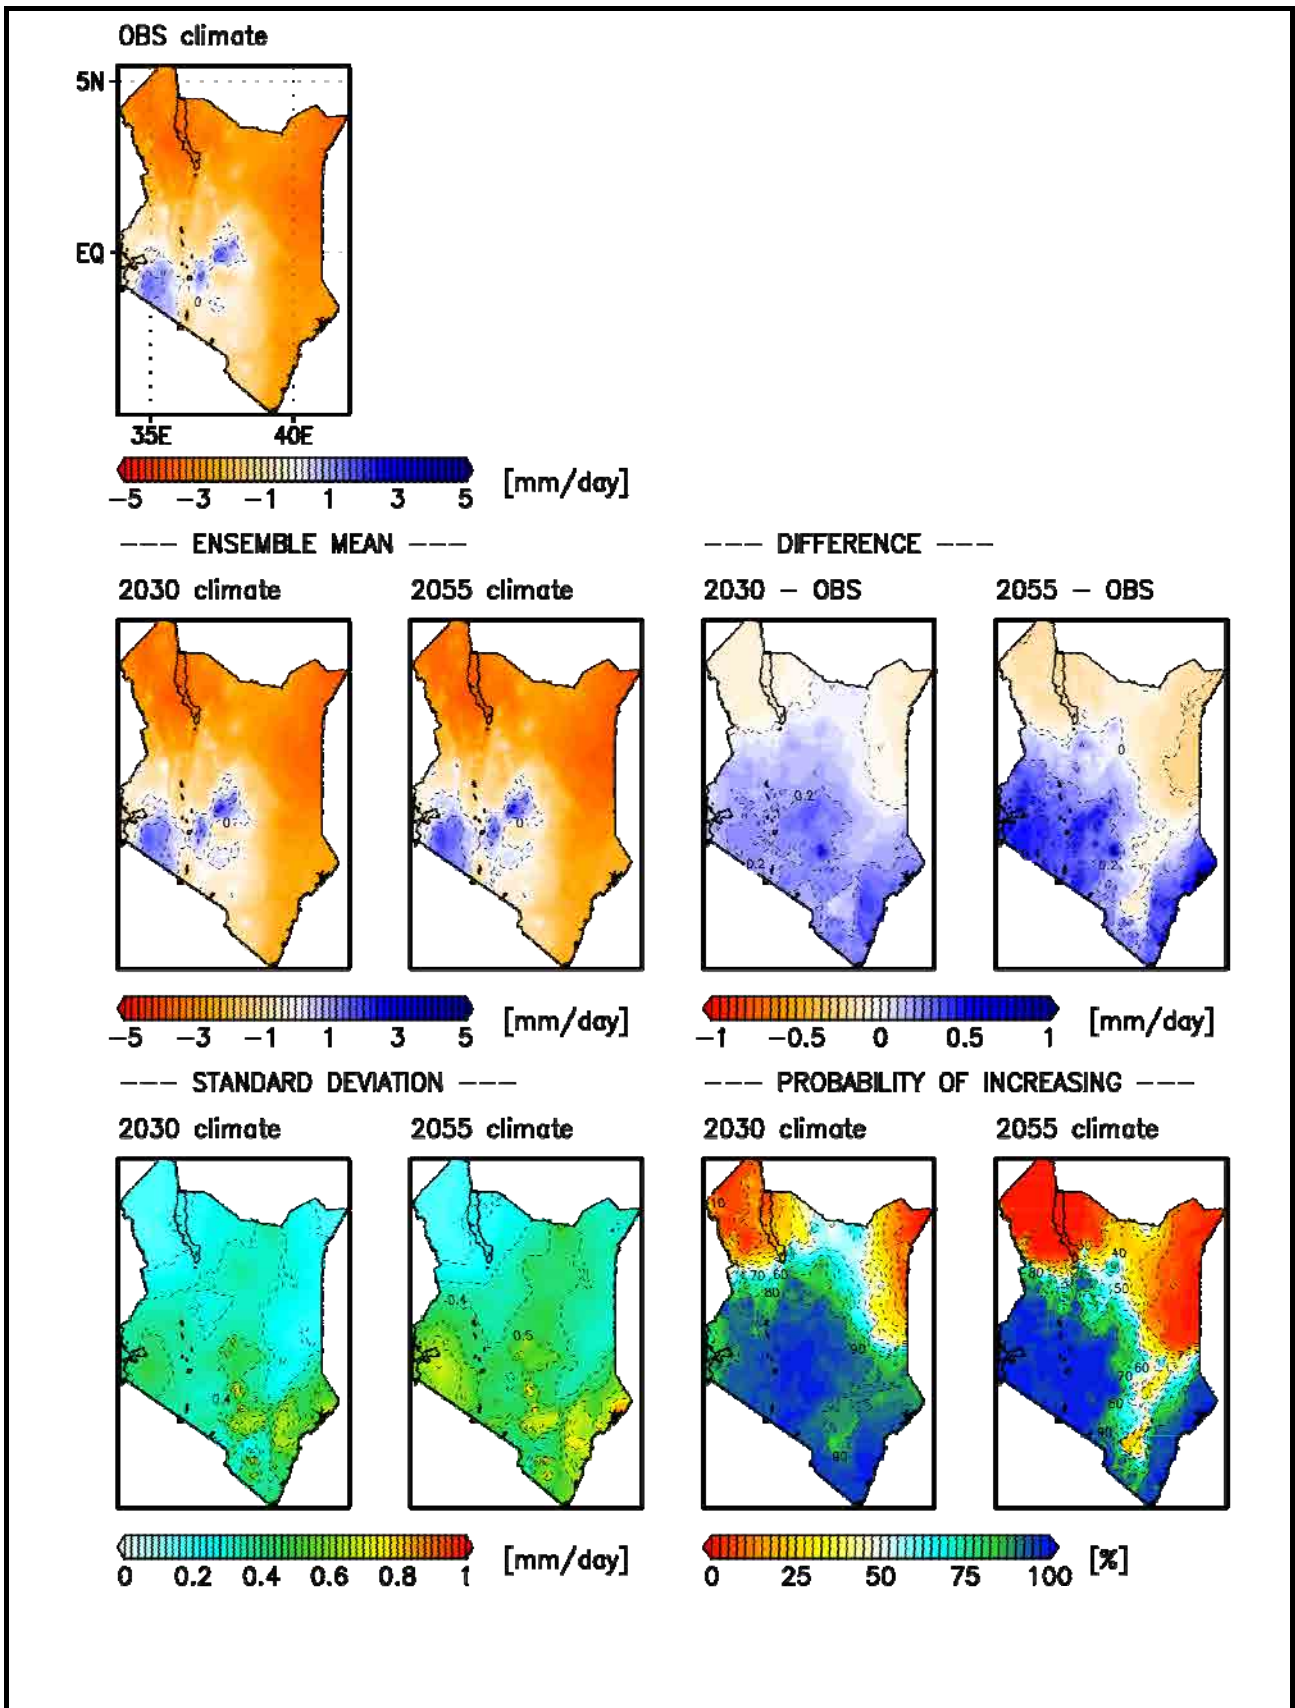 OBS climate
5N
EQ
0
35E 40E
−5 −3 −1 1 3 5 [mm/day]
−−− ENSEMBLE MEAN −−− −−− DIFFERENCE −−−
2030 climate 2055 climate 2030 − OBS 2055 − OBS
0 0 0.2 0.2 0 0.2
−5 −3 −1 1 3 5 [mm/day] −1 −0.5 0 0.5 1 [mm/day]
−−− STANDARD DEVIATION −−− −−− PROBABILITY OF INCREASING −−−
2030 climate 2055 climate 2030 climate 2055 climate
0.4 0.4 0.5 10 70 60 80 90 90 80 40 50 60 70 80 90
0 0.2 0.4 0.6 0.8 1 [mm/day] 0 25 50 75 100 [%]